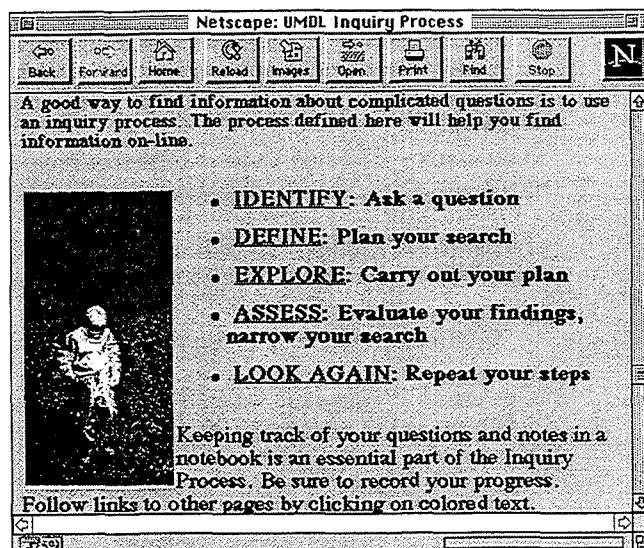 Netscape: UMDL Inquiry Process
Back Forward Home Reload Images Open Print Find Stop
N
A good way to find information about complicated questions is to use
an inquiry process. The process defined here will help you find
information on-line.
• IDENTIFY: Ask a question
• DEFINE: Plan your search
• EXPLORE: Carry out your plan
• ASSESS: Evaluate your findings,
narrow your search
• LOOK AGAIN: Repeat your steps
Keeping track of your questions and notes in a
notebook is an essential part of the Inquiry
Process. Be sure to record your progress.
Follow links to other pages by clicking on colored text.